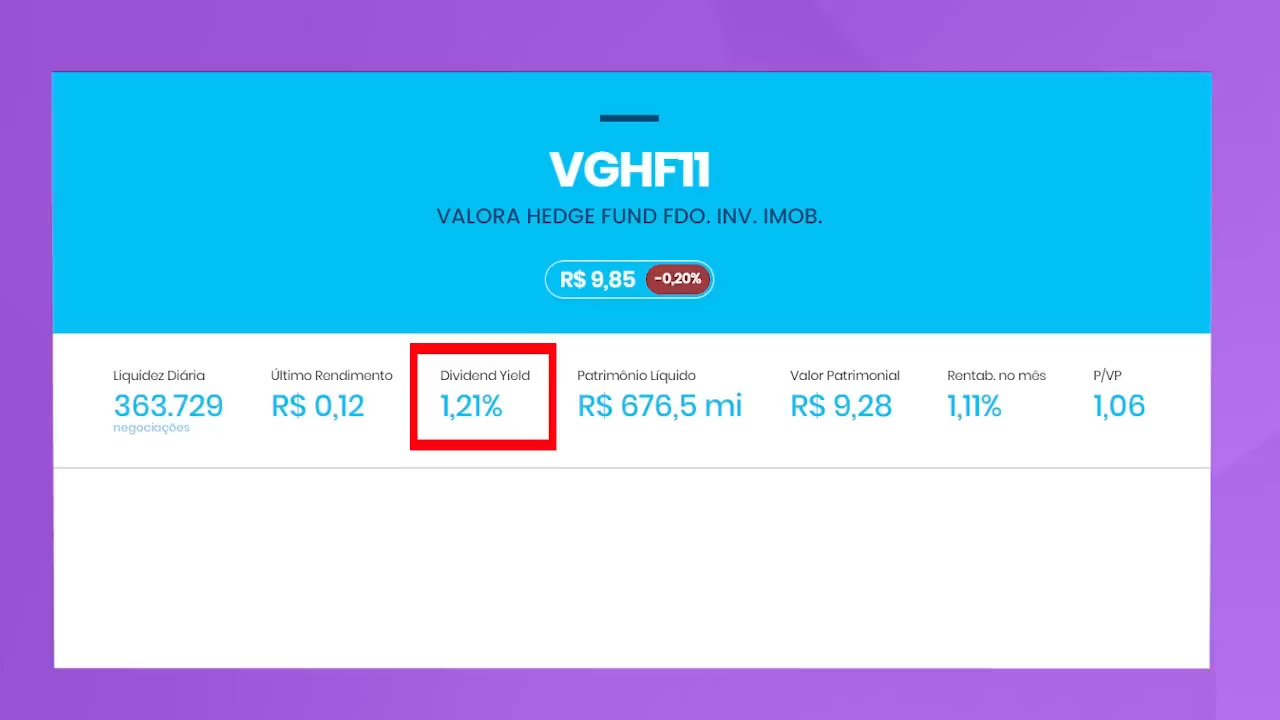 VGHF11
VALORA HEDGE FUND FDO. INV. IMOB.
R$ 9,85 -0,20%
Liquidez Diária
363.729
negociações
Último Rendimento
R$ 0,12
Dividend Yield
1,21%
Patrimônio Líquido
R$ 676,5 mi
Valor Patrimonial
R$ 9,28
Rentab. no mês
1,11%
P/VP
1,06